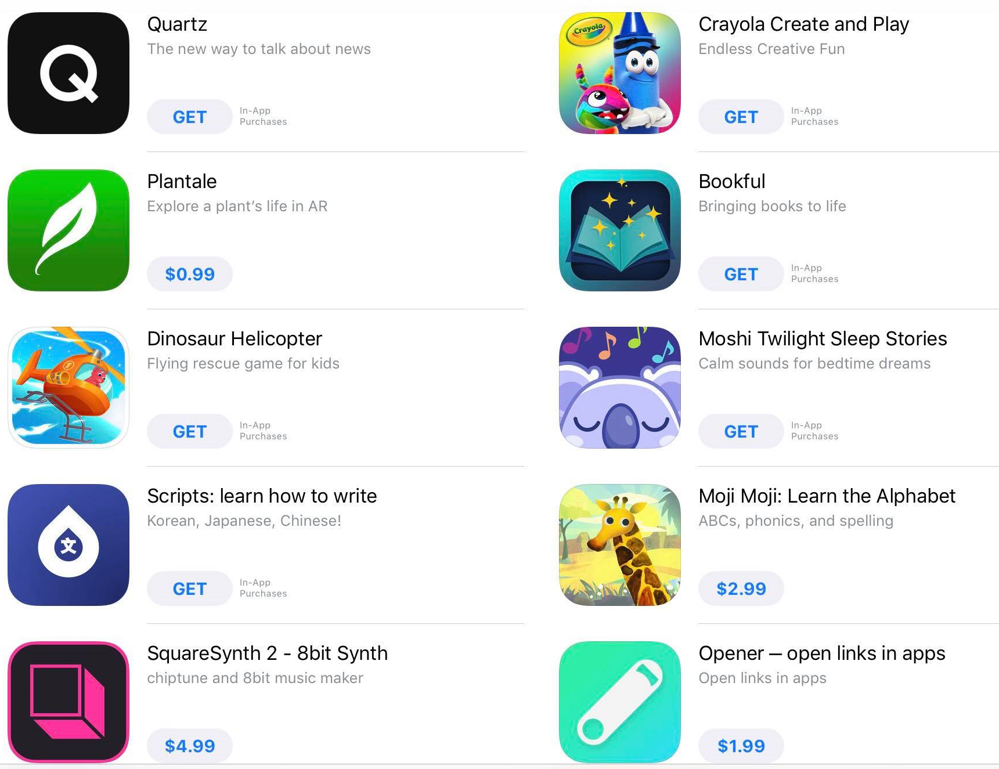 Quartz
The new way to talk about news
GET
In-App
Purchases
Crayola
Crayola Create and Play
Endless Creative Fun
GET
In-App
Purchases
Plantale
Explore a plant's life in AR
$0.99
Bookful
Bringing books to life
GET
In-App
Purchases
1
Dinosaur Helicopter
Flying rescue game for kids
GET
In-App
Purchases
Moshi Twilight Sleep Stories
Calm sounds for bedtime dreams
GET
In-App
Purchases
文
Scripts: learn how to write
Korean, Japanese, Chinese!
GET
In-App
Purchases
Moji Moji: Learn the Alphabet
ABCs, phonics, and spelling
$2.99
SquareSynth 2 - 8bit Synth
chiptune and 8bit music maker
$4.99
Opener — open links in apps
Open links in apps
$1.99